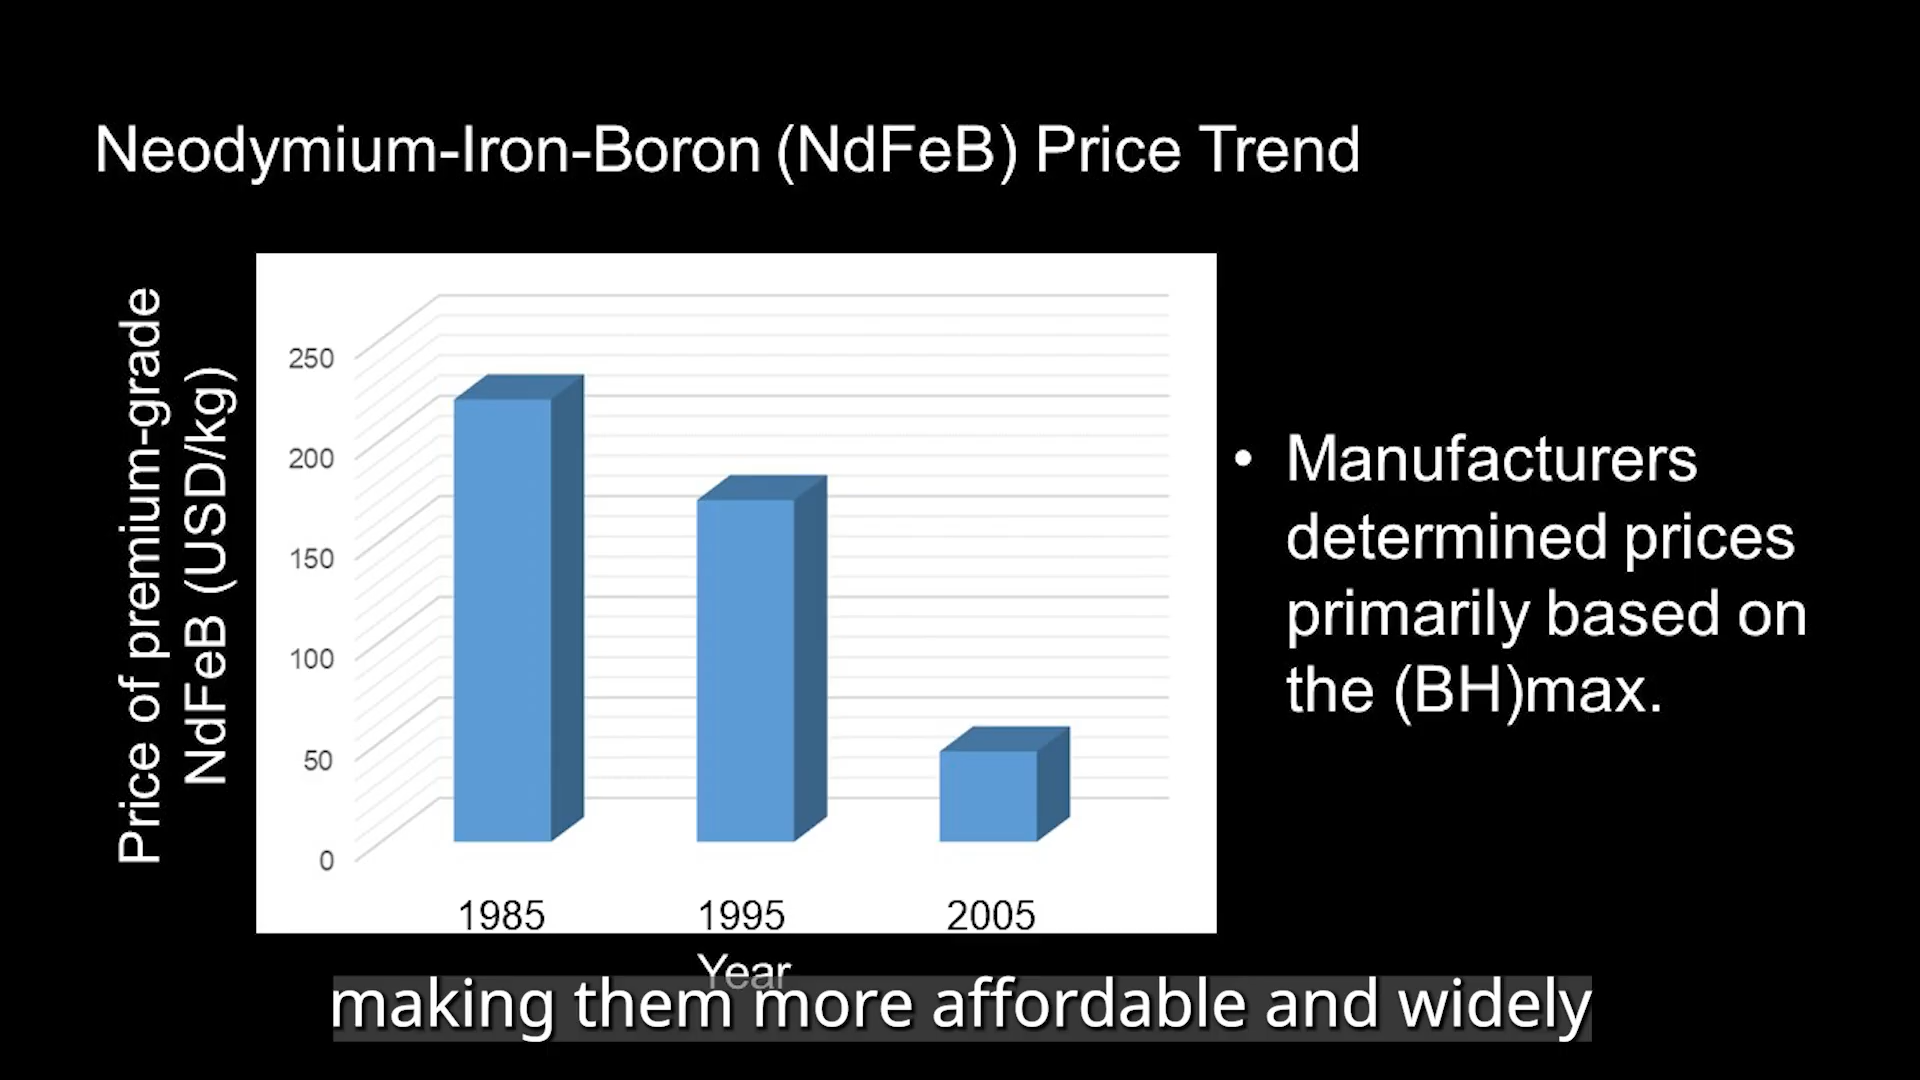 Neodymium-Iron-Boron (NdFeB) Price Trend
Price of premium-grade
NdFeB (USD/kg)
250
200
150
100
50
0
1985 1995 2005
Year
• Manufacturers
determined prices
primarily based on
the (BH)max.
making them more affordable and widely